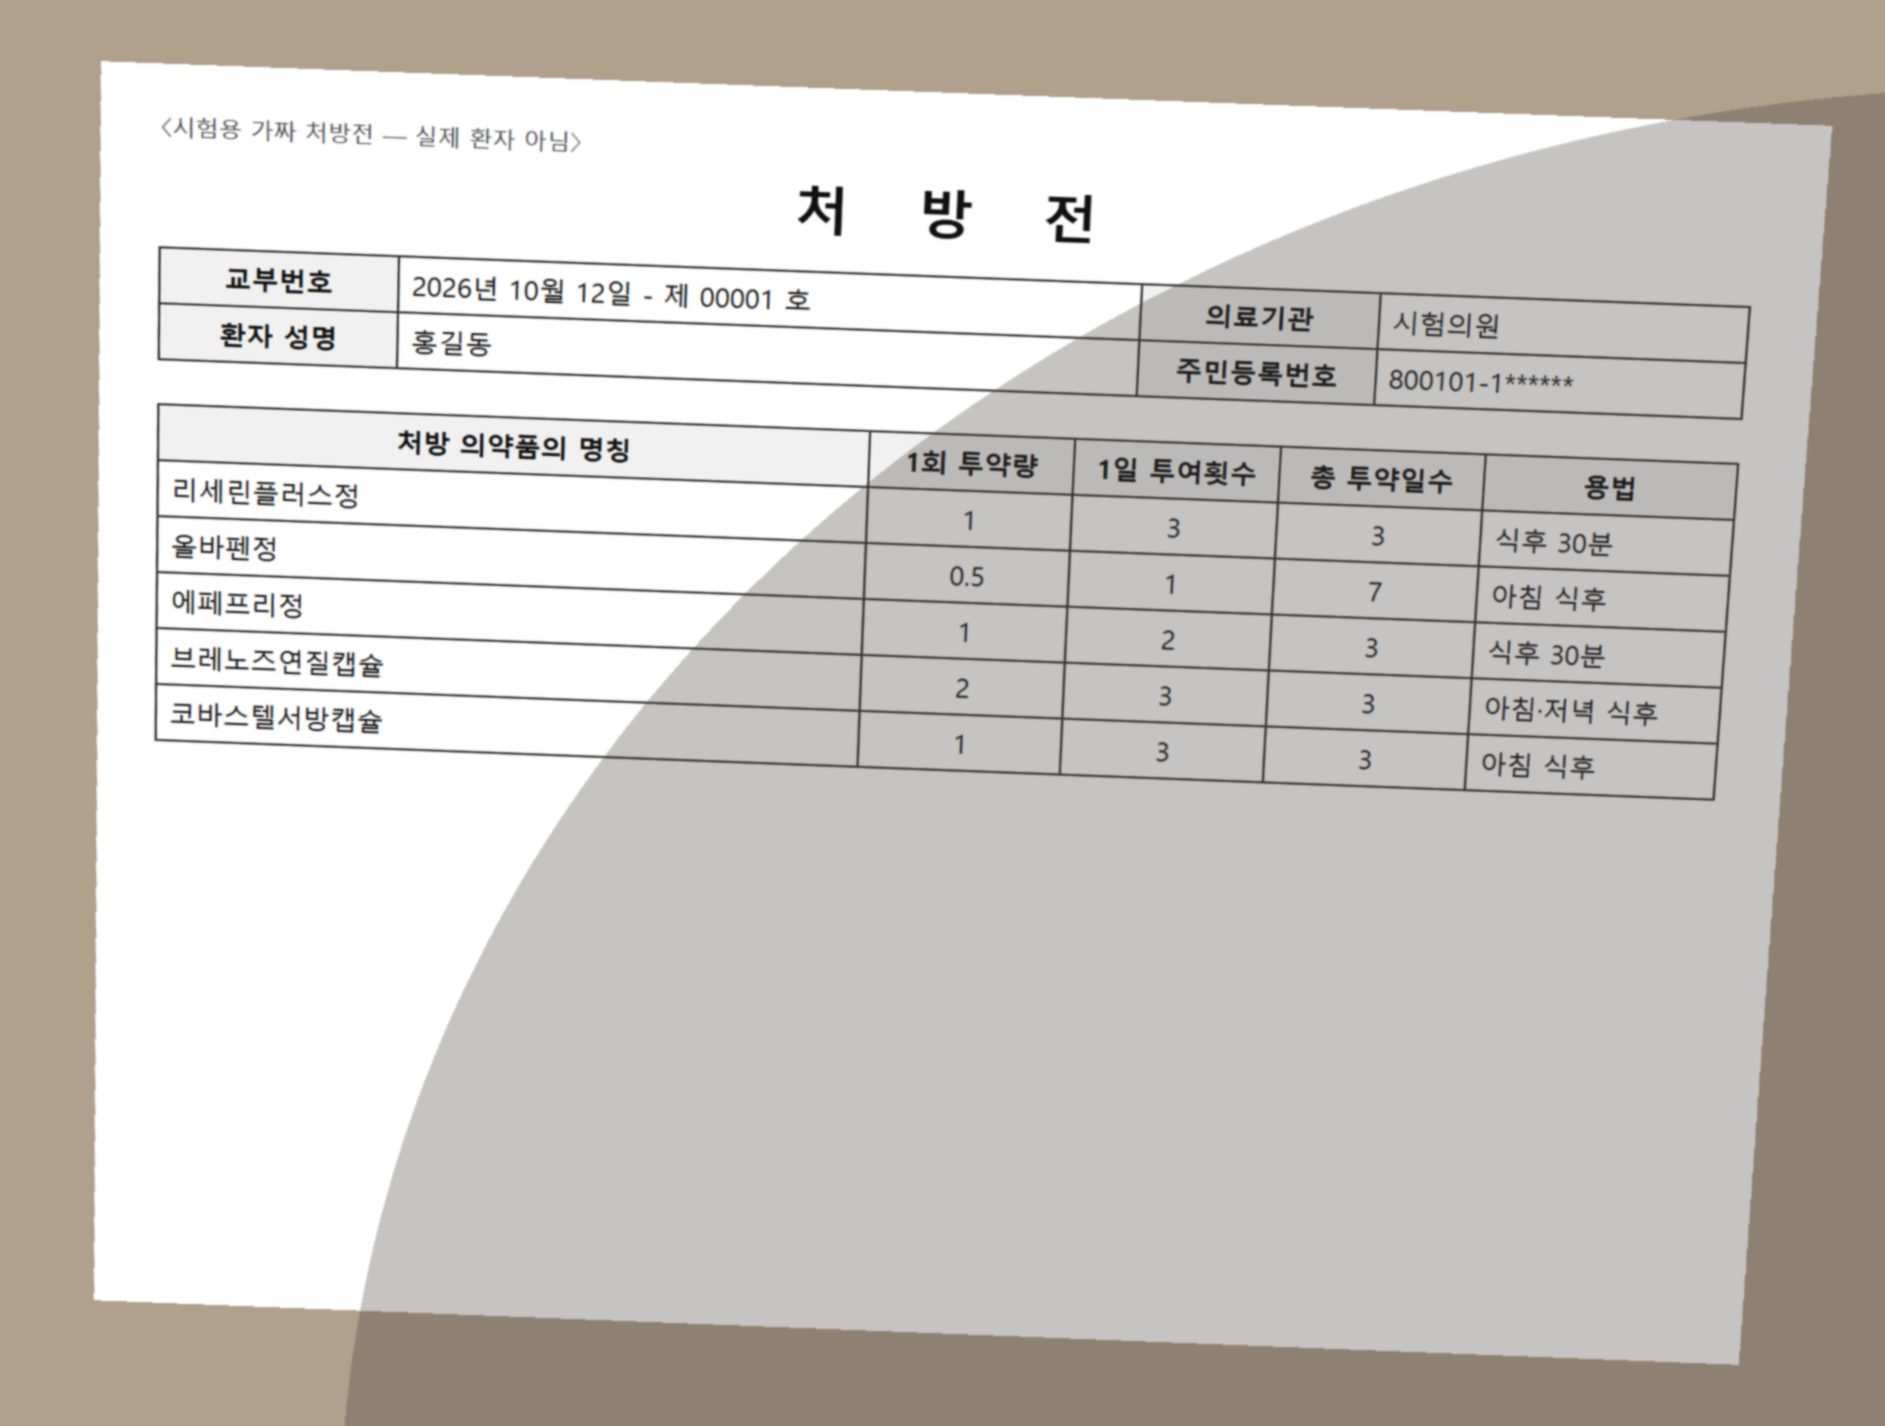 <시험용 가짜 처방전 — 실제 환자 아님>
처 방 전
교부번호 2026년 10월 12일 - 제 00001 호 의료기관 시험의원
환자 성명 홍길동 주민등록번호 800101-1******
처방 의약품의 명칭 1회 투약량 1일 투여횟수 총 투약일수 용법
리세린플러스정 1 3 3 식후 30분
올바펜정 0.5 1 7 아침 식후
에페프리정 1 2 3 식후 30분
브레노즈연질캡슐 2 3 3 아침·저녁 식후
코바스텔서방캡슐 1 3 3 아침 식후